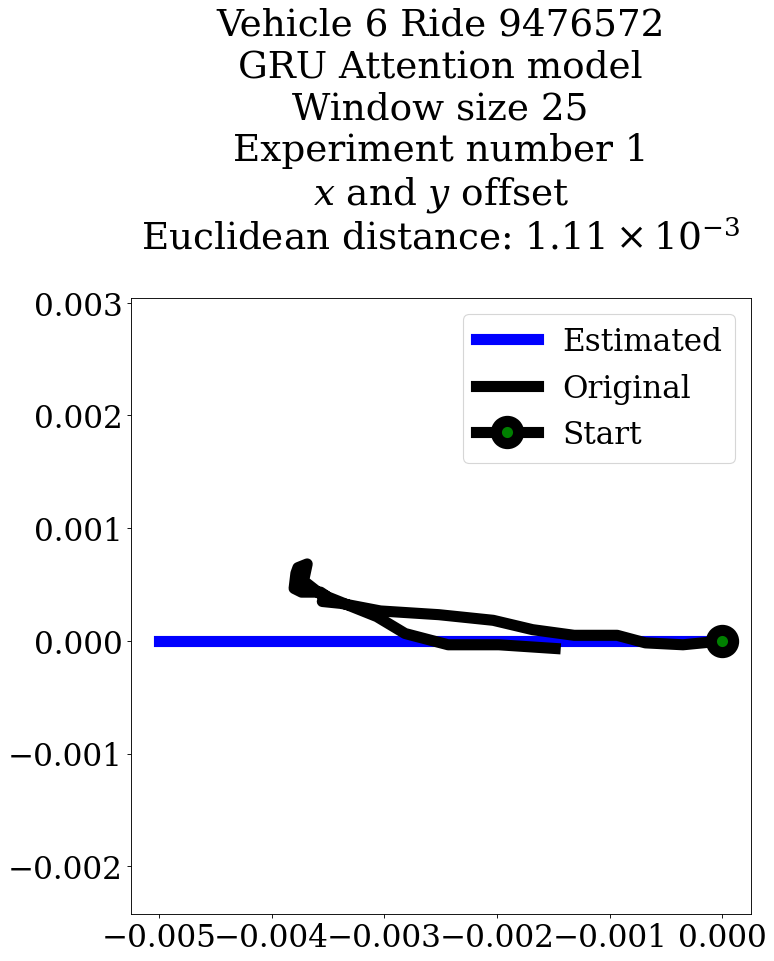 Vehicle 6 Ride 9476572
GRU Attention model
Window size 25
Experiment number 1
x and y offset
Euclidean distance: 1.11 × 10⁻³
0.003
0.002
0.001
0.000
−0.001
−0.002
Estimated
Original
Start
−0.005 −0.004 −0.003 −0.002 −0.001 0.000